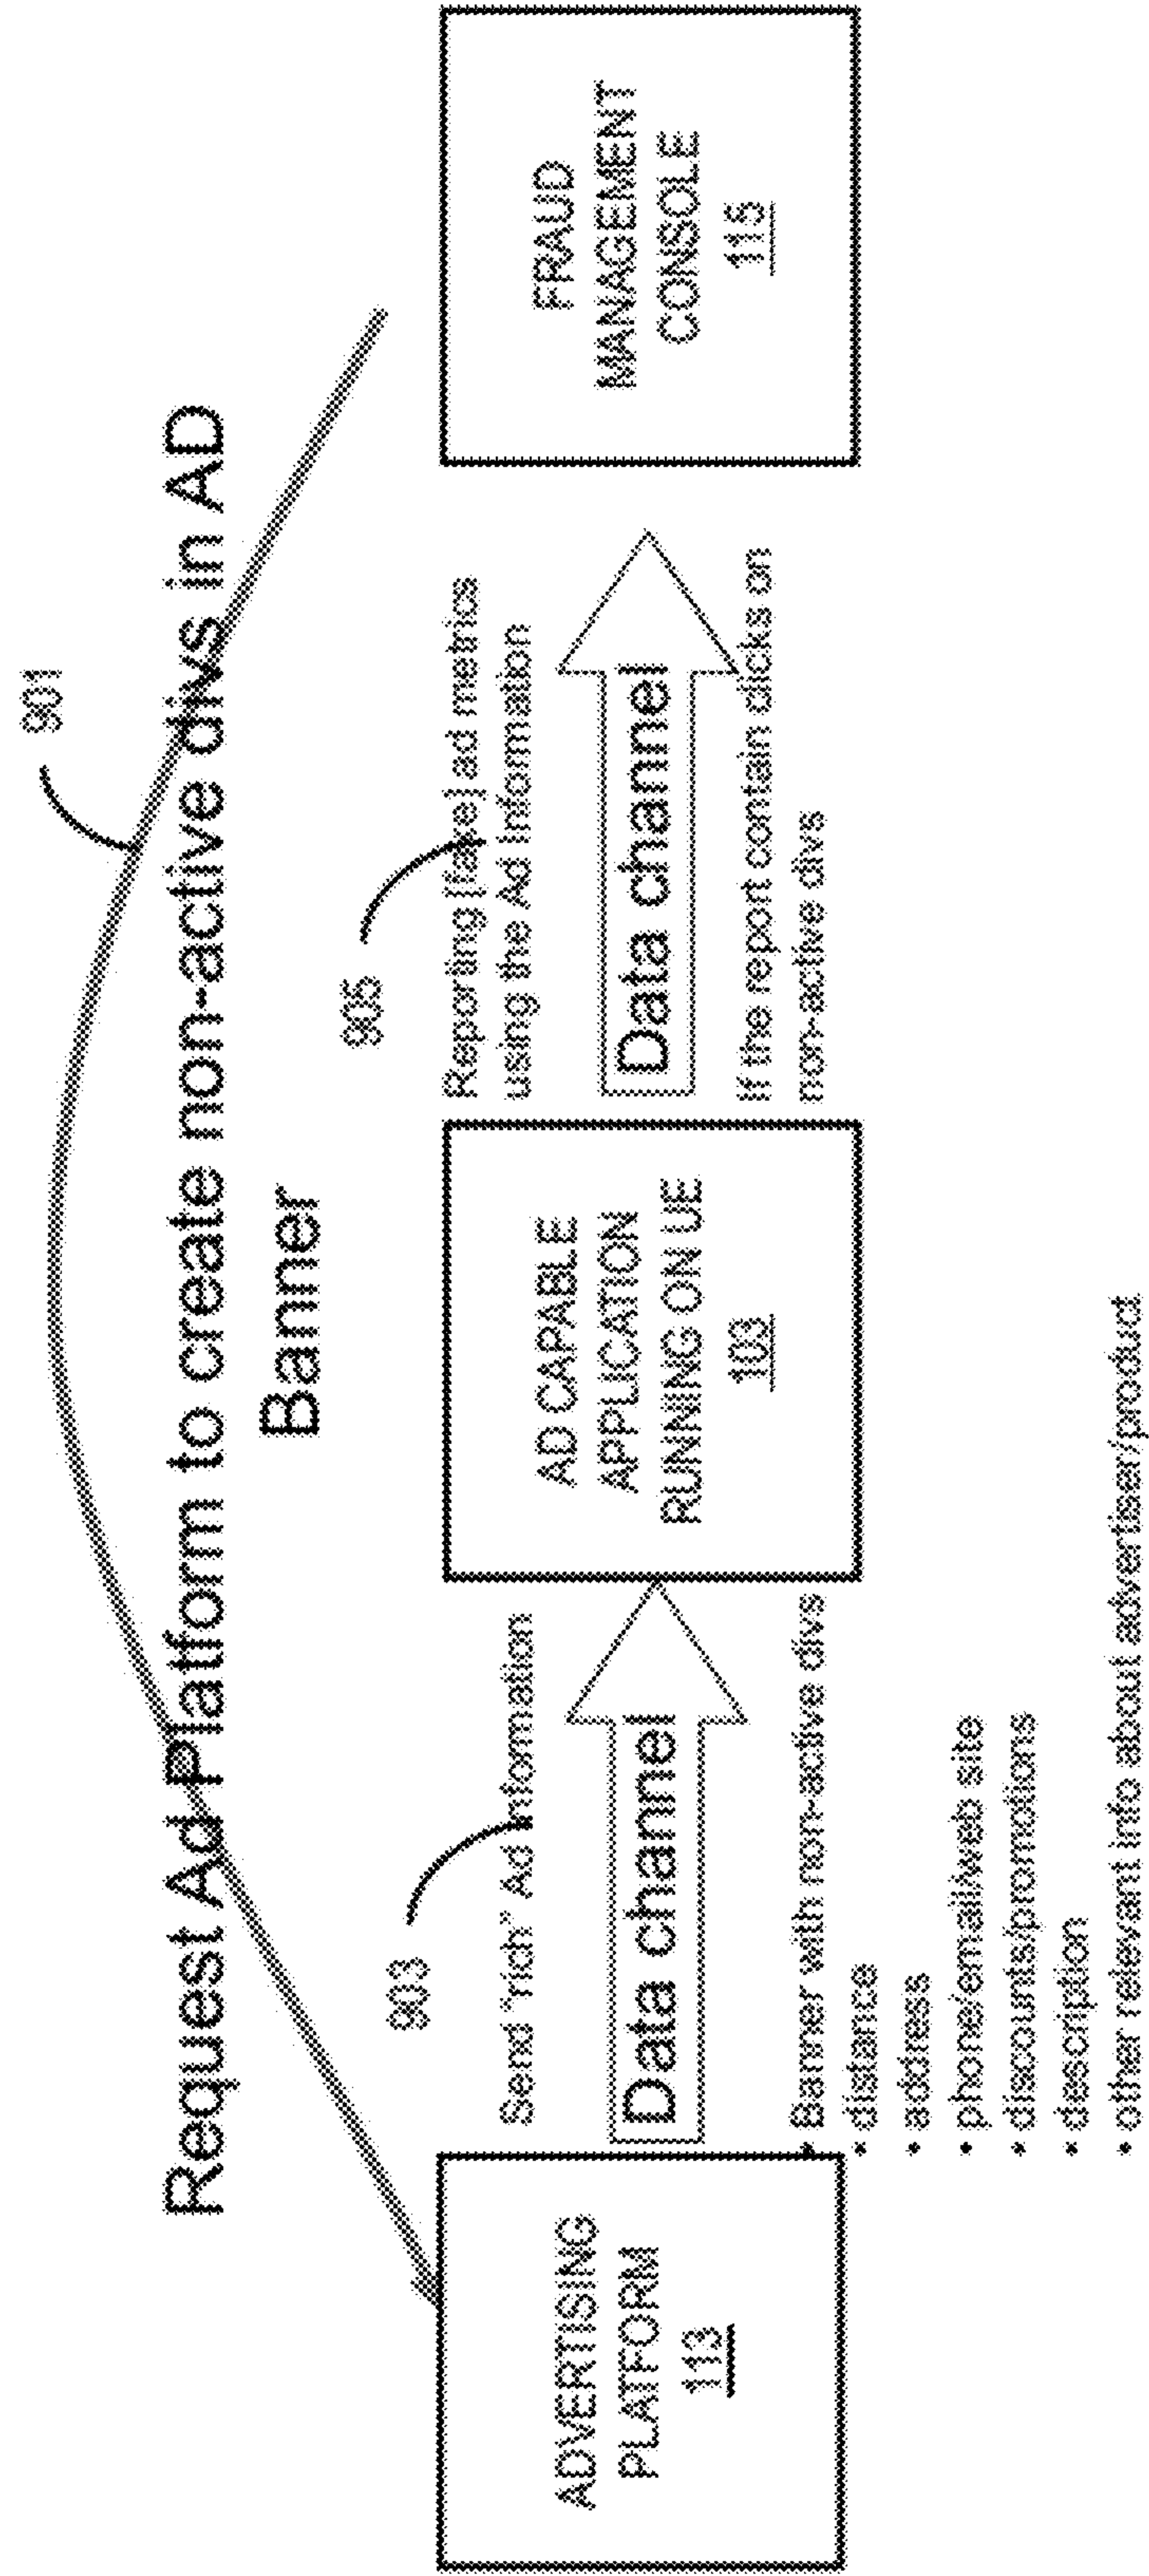 901
Request Ad Platform to create non-active divs in AD
Banner
903
905
Send "rich" Ad Information
Reporting [fake] ad metrics
using the Ad Information
ADVERTISING
PLATFORM
113
Data channel
AD CAPABLE
APPLICATION
RUNNING ON UE
103
Data channel
FRAUD
MANAGEMENT
CONSOLE
115
• Banner with non-active divs
• distance
• address
• phone/email/web site
• discounts/promotions
• description
• other relevant info about advertiser/product
If the report contain clicks on
non-active divs